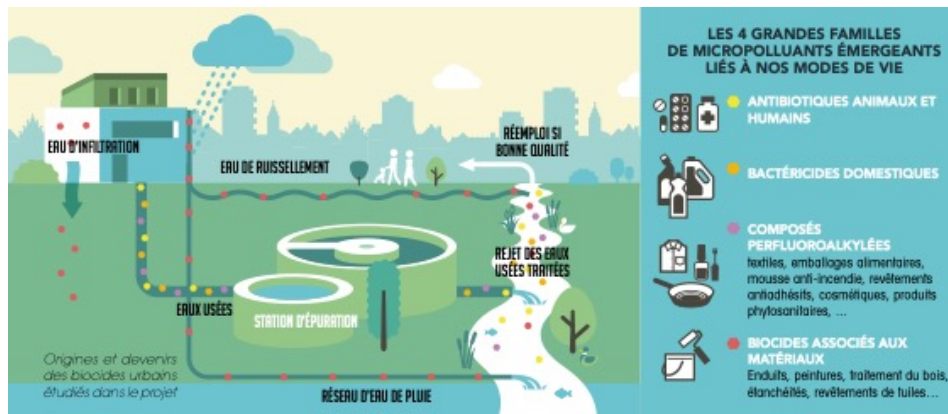 EAU D'INFILTRATION
EAU DE RUISSELLEMENT
RÉEMPLOI SI
BONNE QUALITÉ
EAUX USÉES
STATION D'ÉPURATION
REJET DES EAUX
USÉES TRAITÉES
Origines et devenirs
des biocides urbains
étudiés dans le projet
RÉSEAU D'EAU DE PLUIE
LES 4 GRANDES FAMILLES
DE MICROPOLLUANTS ÉMERGEANTS
LIÉS À NOS MODES DE VIE
ANTIBIOTIQUES ANIMAUX ET
HUMAINS
BACTÉRICIDES DOMESTIQUES
COMPOSÉS
PERFLUOROALKYLÉES
textiles, emballages alimentaires,
mousse anti-incendie, revêtements
antiadhésifs, cosmétiques, produits
phytosanitaires, ...
BIOCIDES ASSOCIÉS AUX
MATÉRIAUX
Enduits, peintures, traitement du bois,
étanchéités, revêtements de tuiles...